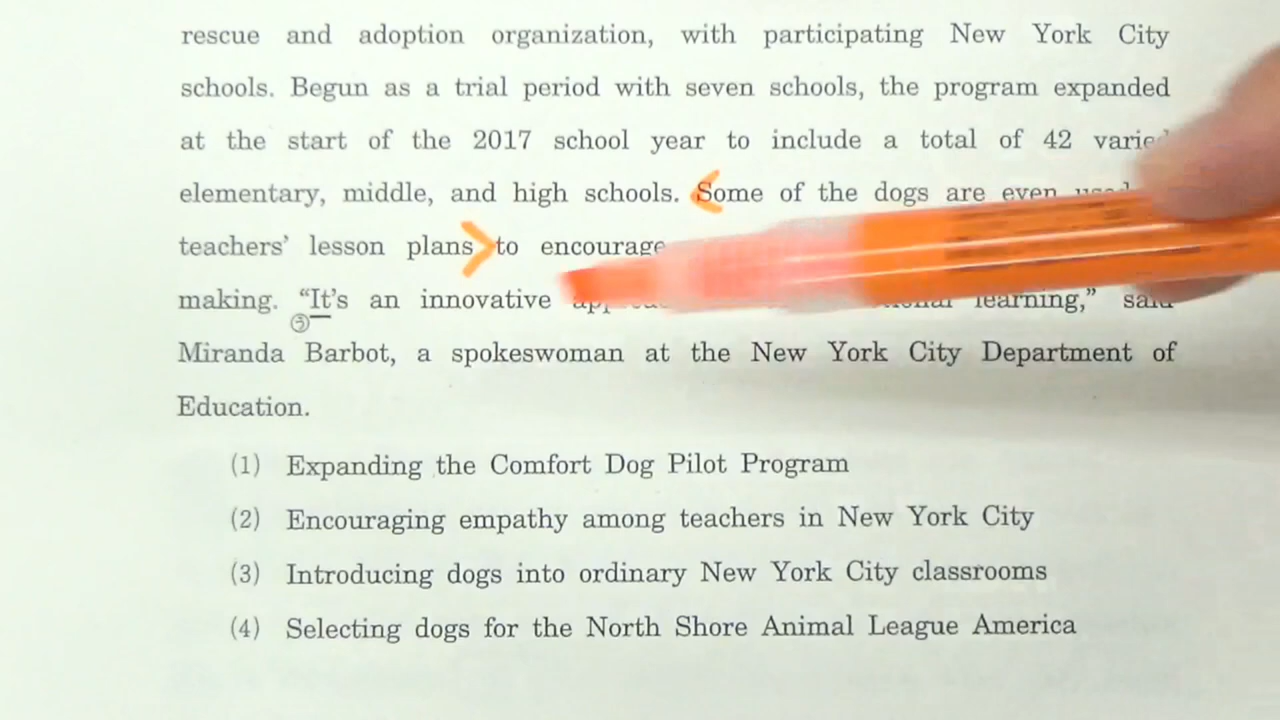 rescue and adoption organization, with participating New York City
schools. Begun as a trial period with seven schools, the program expanded
at the start of the 2017 school year to include a total of 42 varied
elementary, middle, and high schools. Some of the dogs are even
teachers' lesson plans to encourage
making. "It's an innovative learning," said
Miranda Barbot, a spokeswoman at the New York City Department of
Education.
(1) Expanding the Comfort Dog Pilot Program
(2) Encouraging empathy among teachers in New York City
(3) Introducing dogs into ordinary New York City classrooms
(4) Selecting dogs for the North Shore Animal League America